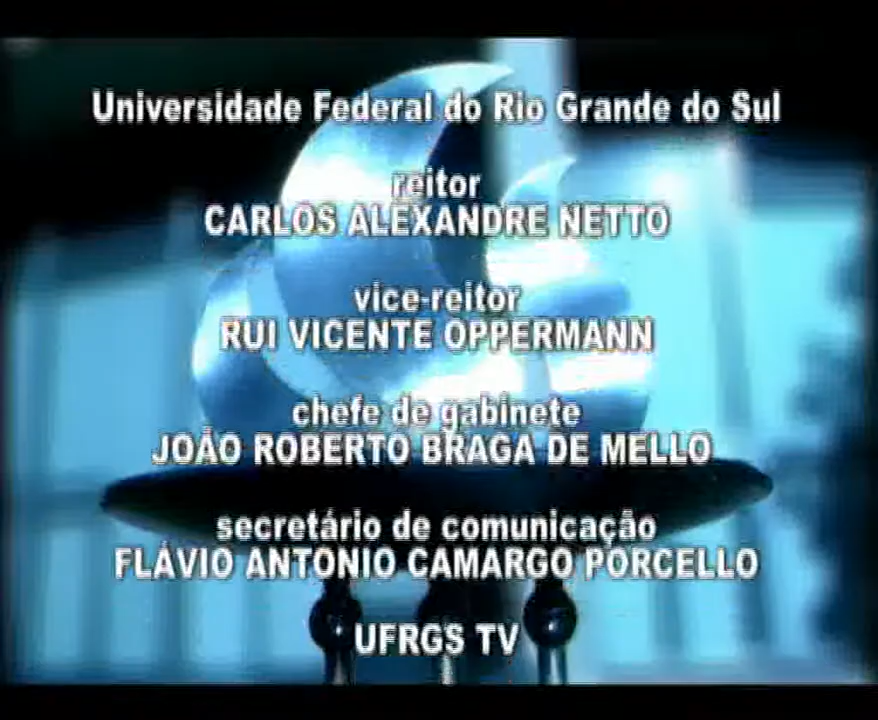 Universidade Federal do Rio Grande do Sul
reitor
CARLOS ALEXANDRE NETTO
vice-reitor
RUI VICENTE OPPERMANN
chefe de gabinete
JOÃO ROBERTO BRAGA DE MELLO
secretário de comunicação
FLÁVIO ANTONIO CAMARGO PORCELLO
UFRGS TV